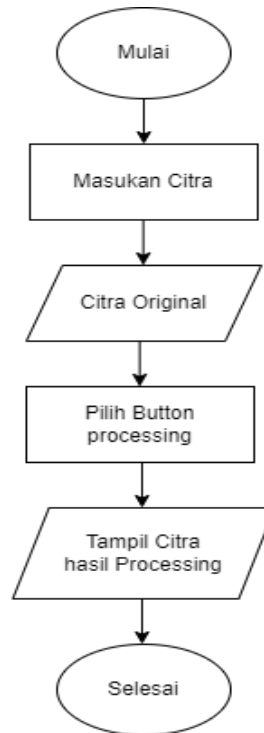 Mulai
Masukan Citra
Citra Original
Pilih Button
processing
Tampil Citra
hasil Processing
Selesai